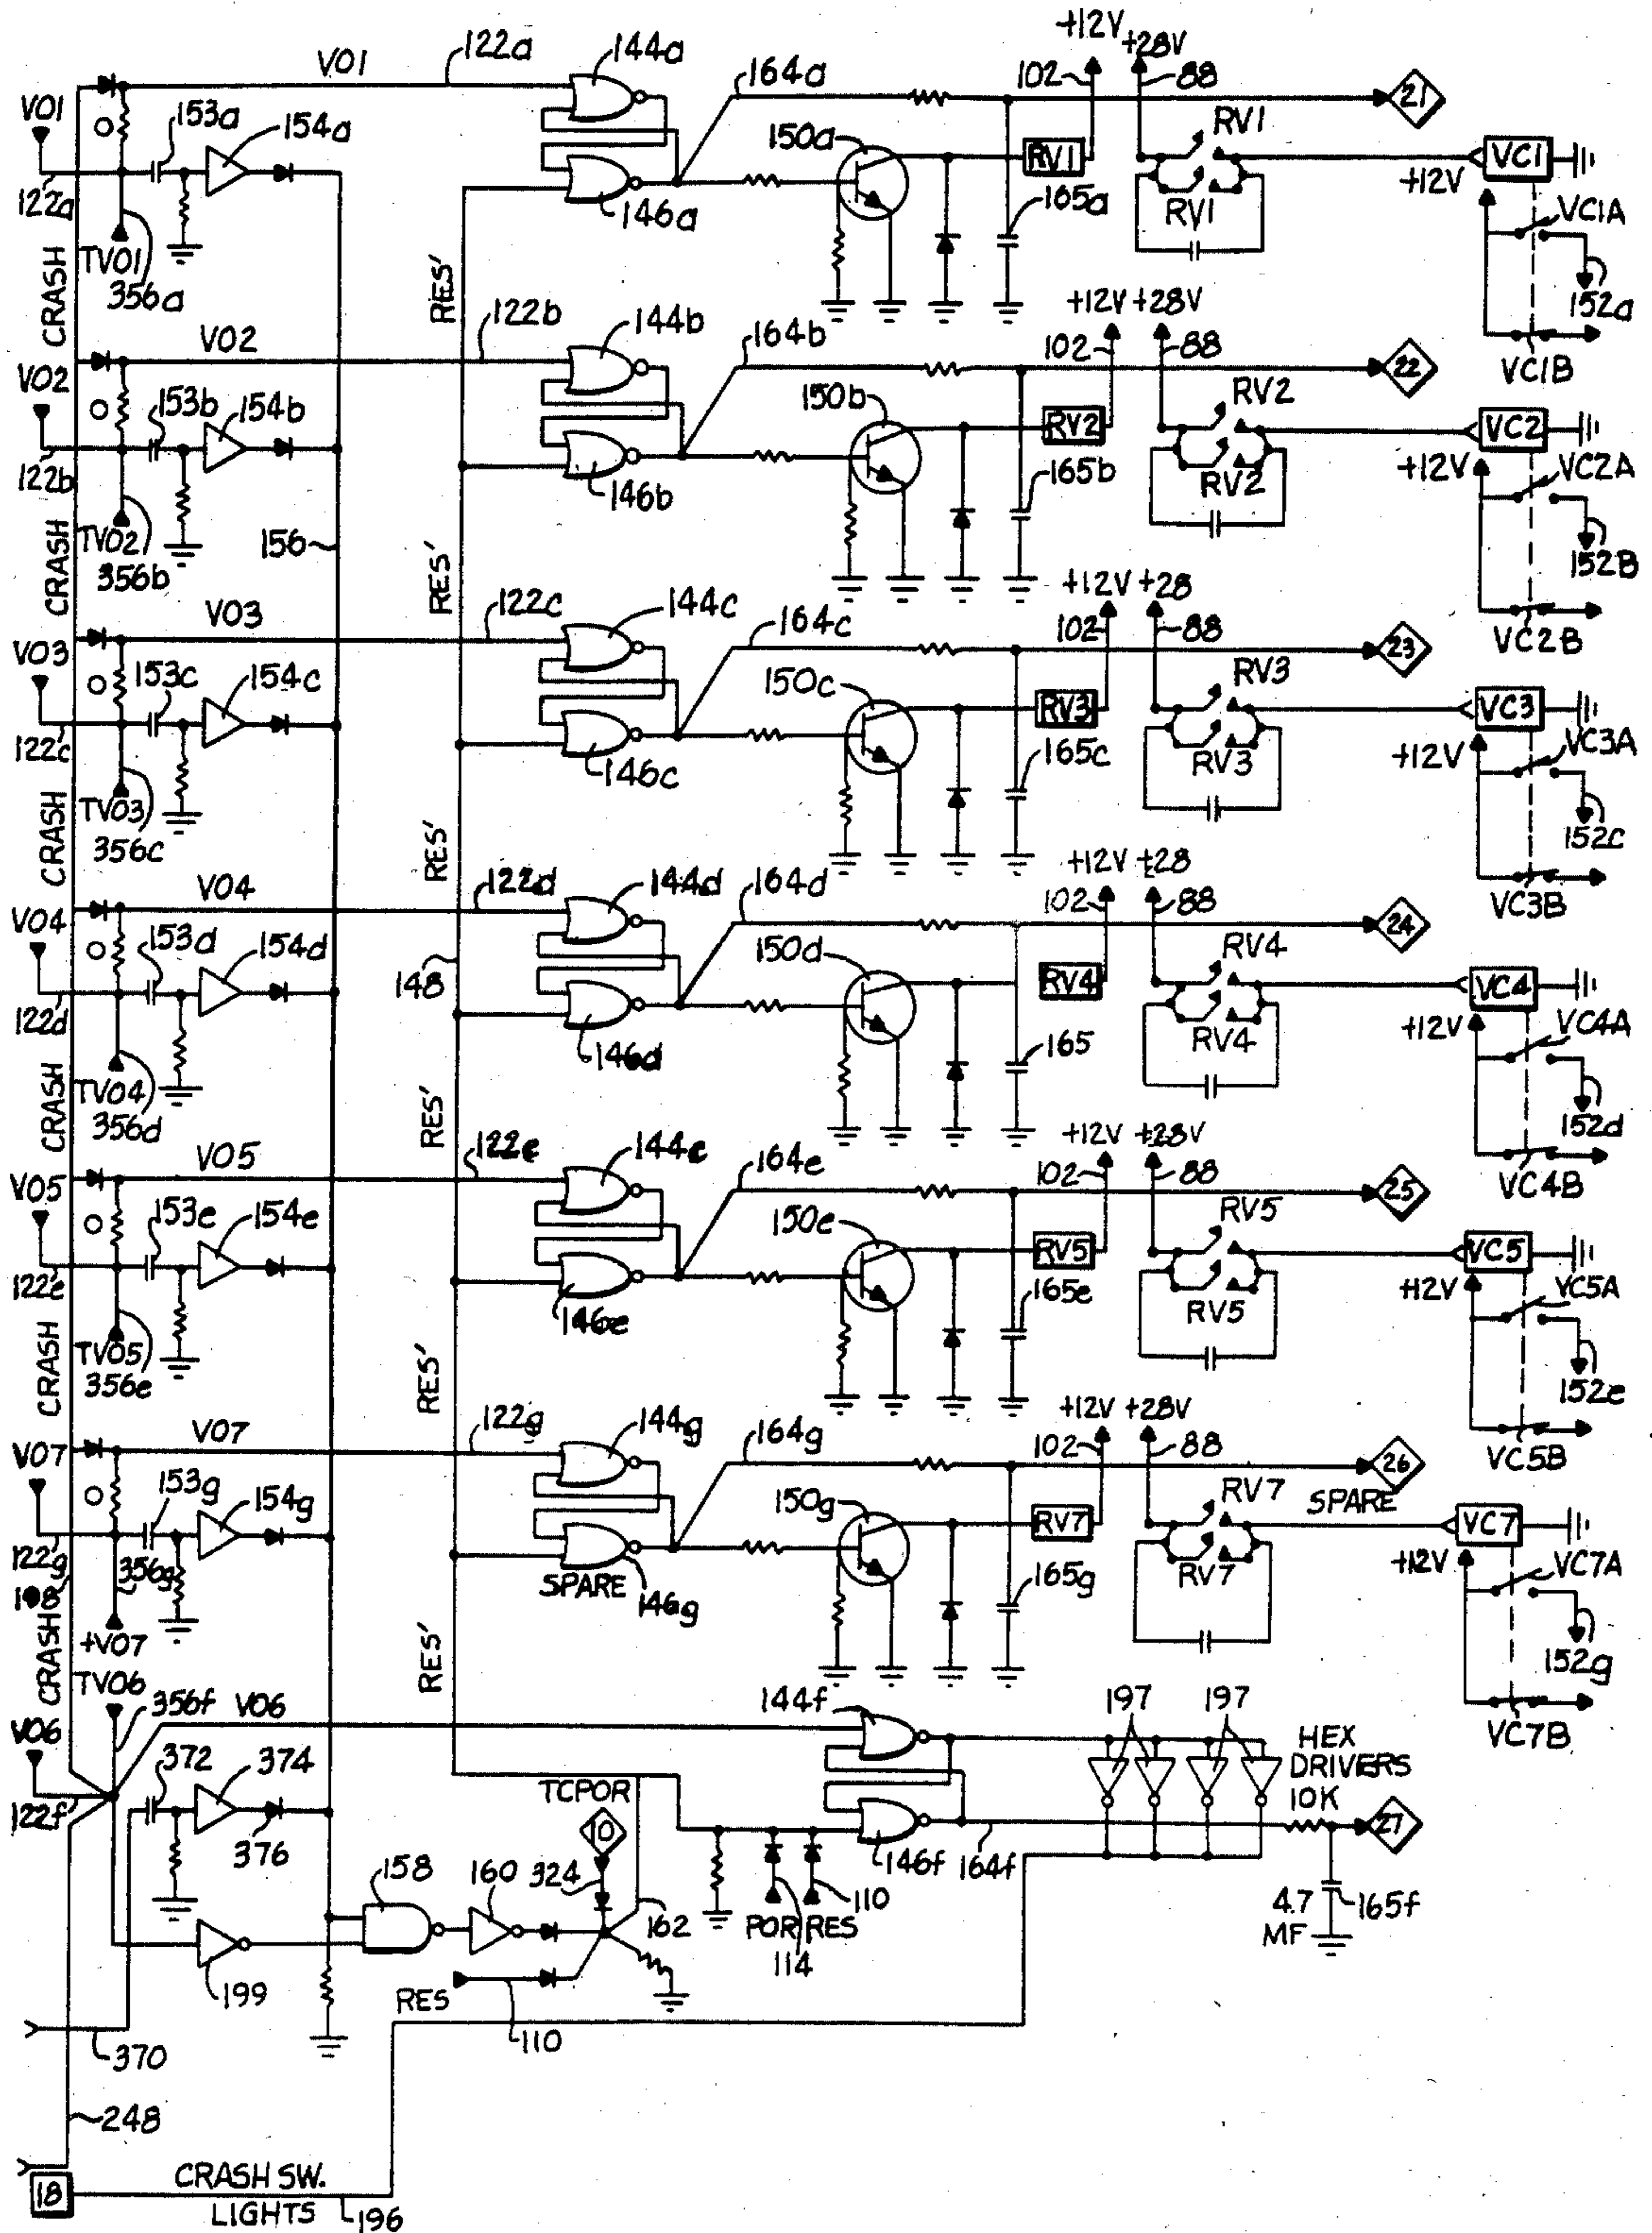 +12V +28V
V01 122a 144a 164a 102 88 21
V01 153a 154a 150a RV1 RV1 VC1
122a +12V
TV01 146a 165a RV1 VC1A
356a 152a
CRASH RES' VC1B
+12V +28V
V02 122b 144b 164b 102 88 22
V02 153b 154b 150b RV2 RV2 VC2
122b +12V
TV02 156 146b 165b RV2 VC2A
356b 152B
CRASH RES' VC2B
+12V +28
V03 122c 144c 164c 102 88 23
V03 153c 154c 150c RV3 RV3 VC3
122c +12V
TV03 146c 165c RV3 VC3A
356c 152c
CRASH RES' VC3B
+12V +28
V04 122d 144d 164d 102 88 24
V04 153d 154d 148 150d RV4 RV4 VC4
122d +12V
TV04 146d 165 RV4 VC4A
356d 152d
CRASH RES' VC4B
+12V +28V
V05 122e 144e 164e 102 88 25
V05 153e 154e 150e RV5 RV5 VC5
122e +12V
TV05 146e 165e RV5 VC5A
356e 152e
CRASH RES' VC5B
+12V +28V
V07 122g 144g 164g 102 88 26
SPARE
V07 153g 154g 150g RV7 RV7 VC7
122g 356g +12V
198 SPARE 146g 165g RV7 VC7A
+V07 152g
CRASH RES' VC7B
TV06 356f V06 144f 197 197
V06 372 374 HEX
DRIVERS
122f TCPOR 10K
376 10 146f 164f 27
158 160 324 162 POR RES 110 4.7
MF 165f
114
199 RES 110
370
248
18 CRASH SW.
LIGHTS 196